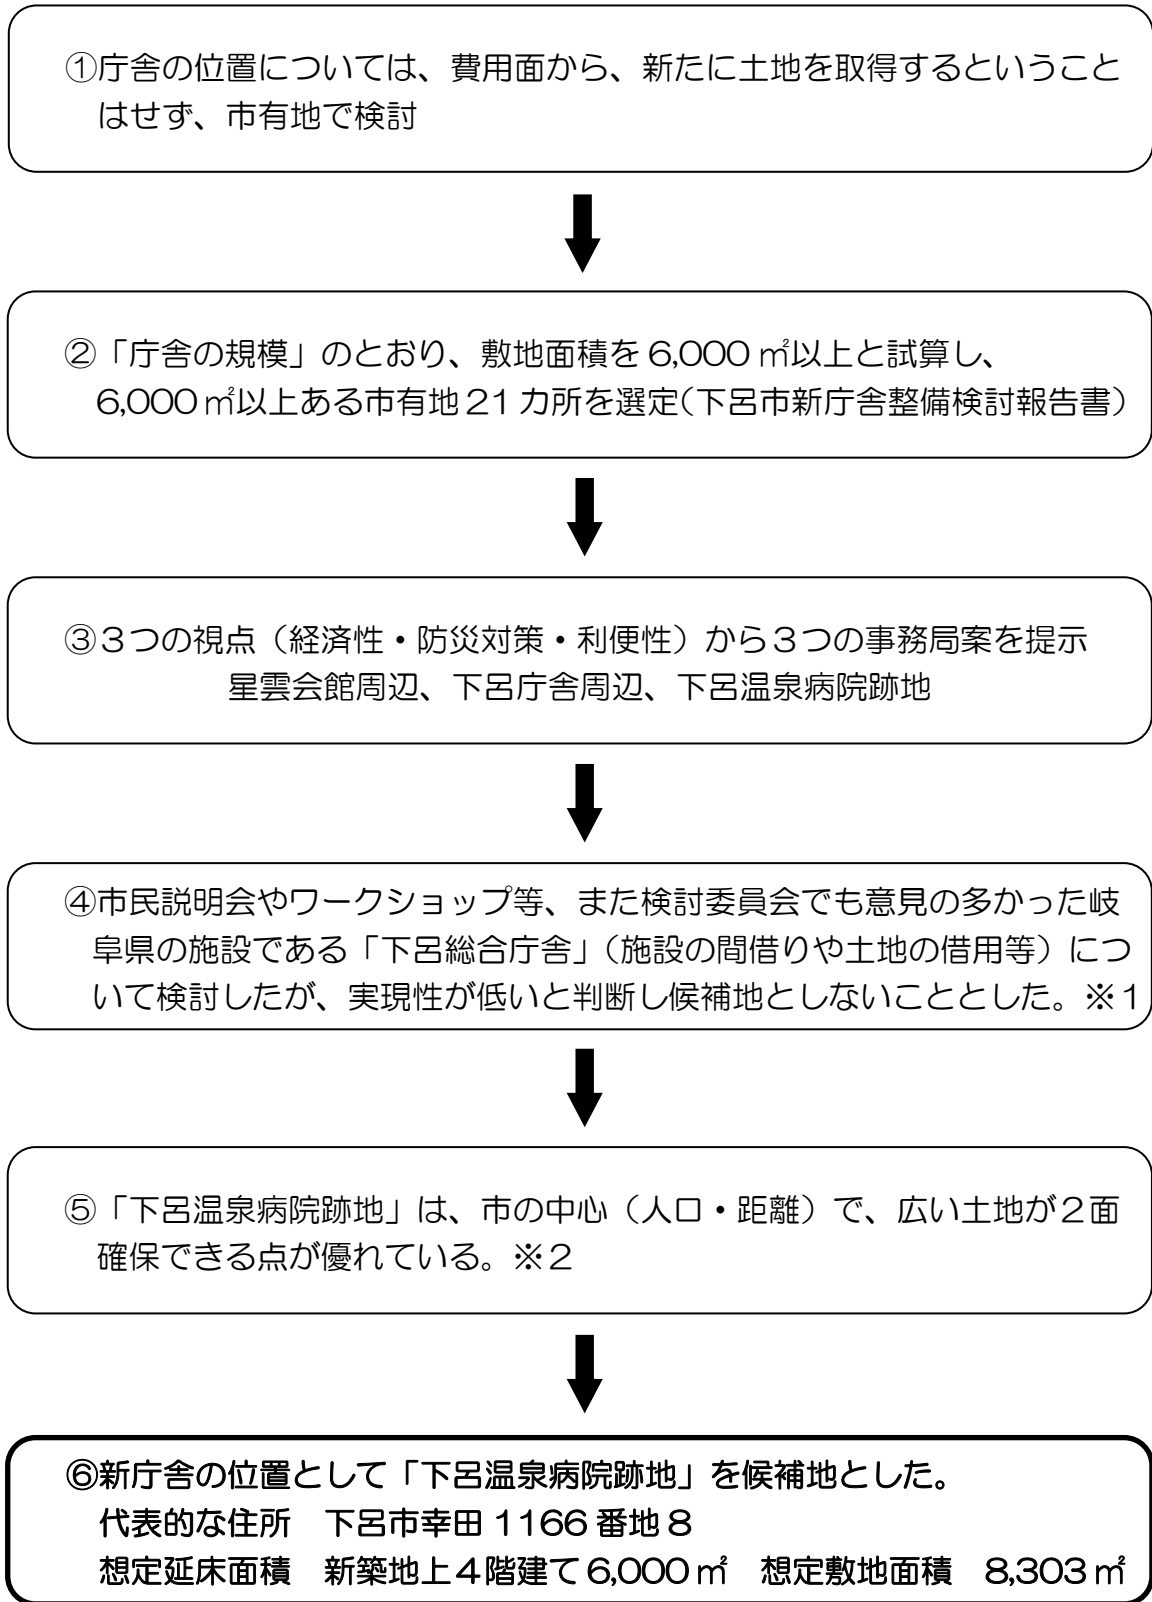 ①庁舎の位置については、費用面から、新たに土地を取得するということ
はせず、市有地で検討
②「庁舎の規模」のとおり、敷地面積を6,000㎡以上と試算し、
6,000㎡以上ある市有地21カ所を選定(下呂市新庁舎整備検討報告書)
③3つの視点（経済性・防災対策・利便性）から3つの事務局案を提示
星雲会館周辺、下呂庁舎周辺、下呂温泉病院跡地
④市民説明会やワークショップ等、また検討委員会でも意見の多かった岐
阜県の施設である「下呂総合庁舎」（施設の間借りや土地の借用等）につ
いて検討したが、実現性が低いと判断し候補地としないこととした。※1
⑤「下呂温泉病院跡地」は、市の中心（人口・距離）で、広い土地が2面
確保できる点が優れている。※2
⑥新庁舎の位置として「下呂温泉病院跡地」を候補地とした。
代表的な住所　下呂市幸田1166番地8
想定延床面積　新築地上4階建て6,000㎡　想定敷地面積　8,303㎡